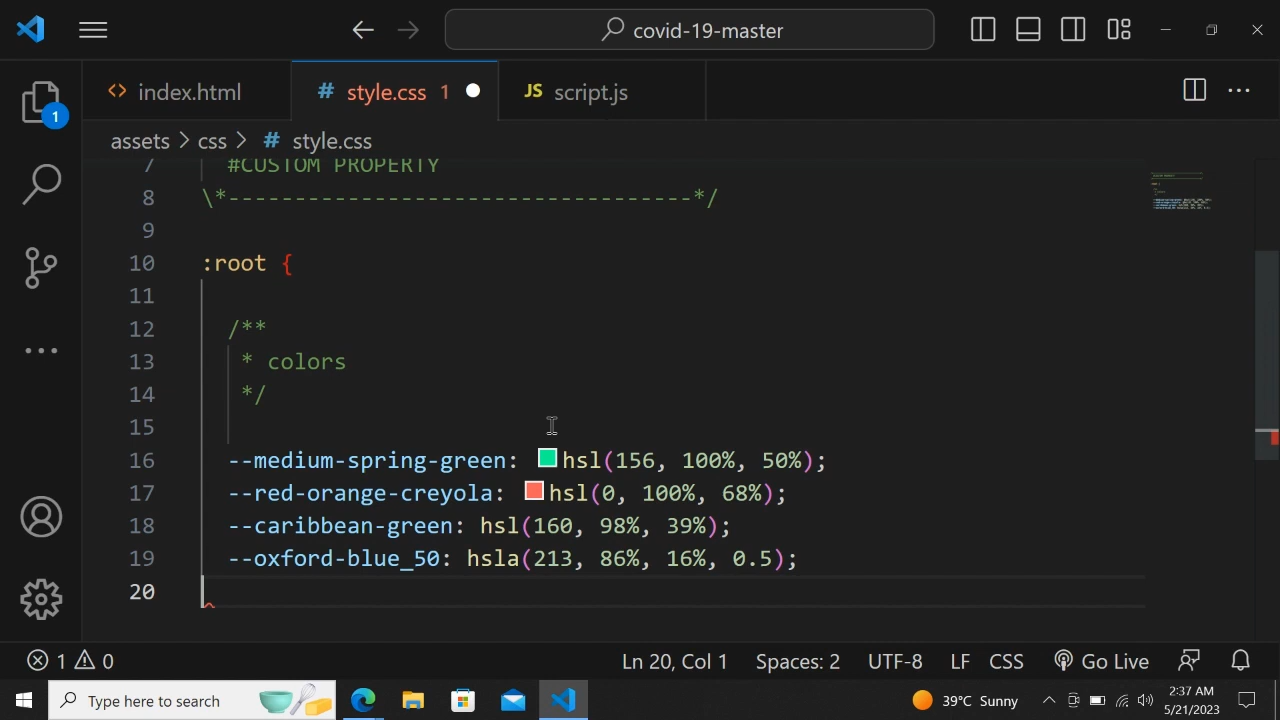 covid-19-master
index.html
style.css 1
JS script.js
assets > css > # style.css
1
7 #CUSTOM PROPERTY
8 \*-----------------------------------*/
9
10 :root {
11
12 /**
13 * colors
14 */
15
16 --medium-spring-green: hsl(156, 100%, 50%);
17 --red-orange-creyola: hsl(0, 100%, 68%);
18 --caribbean-green: hsl(160, 98%, 39%);
19 --oxford-blue_50: hsla(213, 86%, 16%, 0.5);
20
1 0 Ln 20, Col 1 Spaces: 2 UTF-8 LF CSS Go Live
Type here to search 39°C Sunny 2:37 AM
5/21/2023